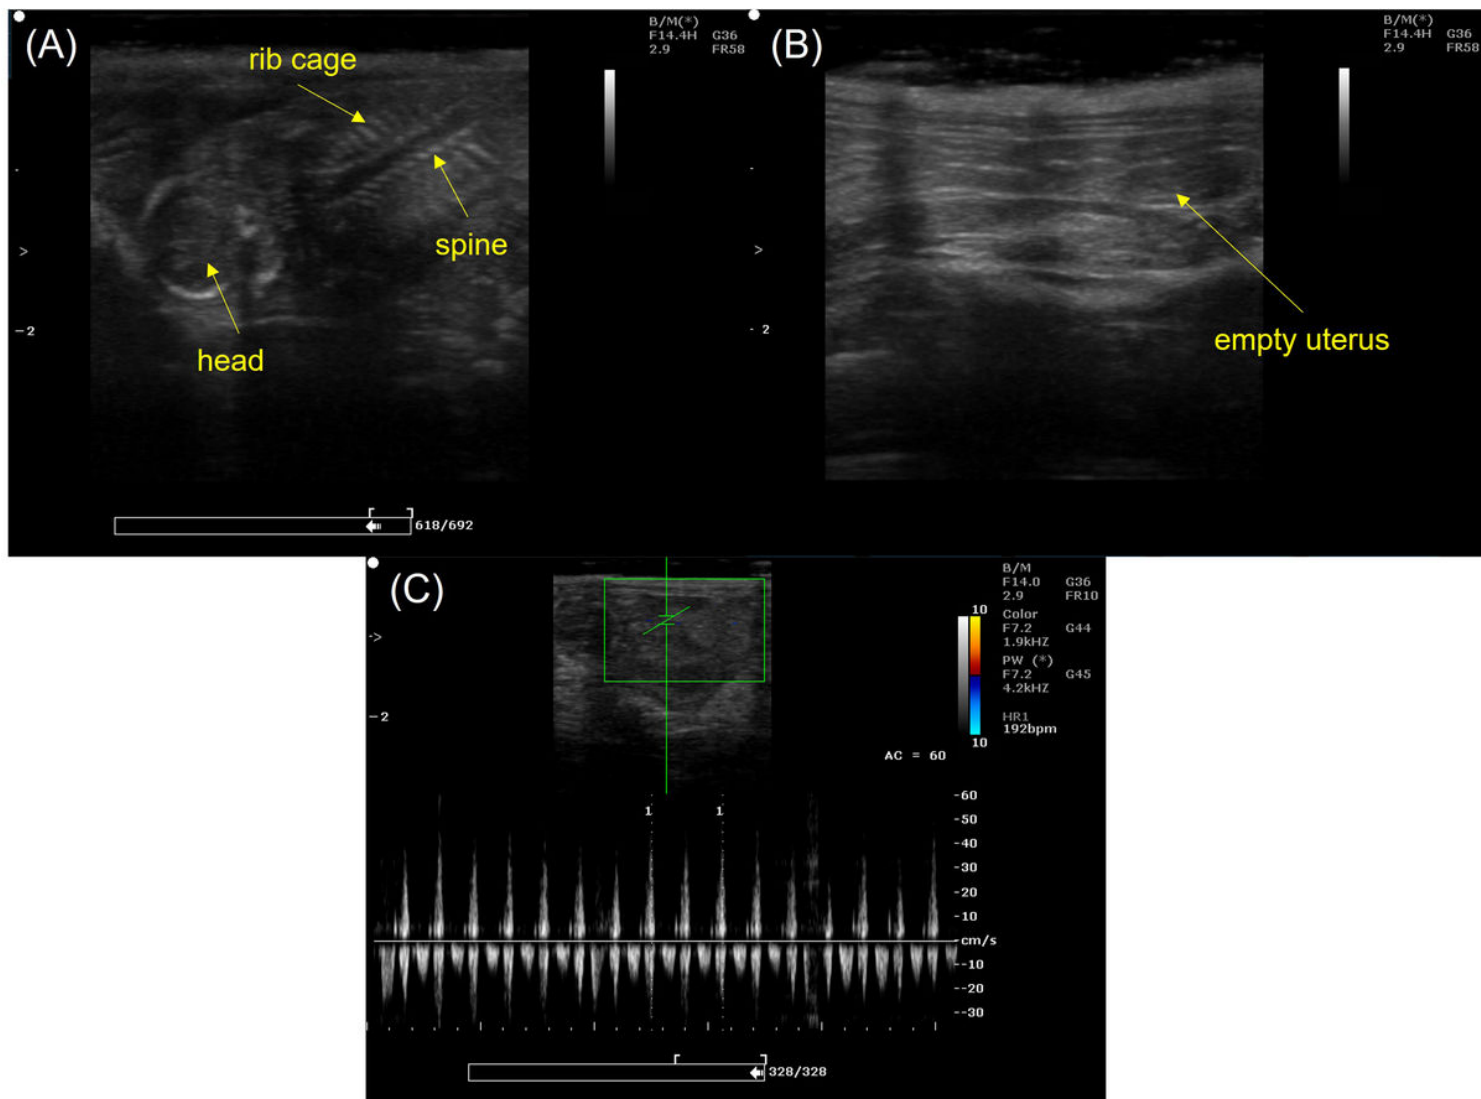 (A)
B/M(*)
F14.4H G36
2.9 FR58
rib cage
spine
head
>
-2
618/692
(B)
B/M(*)
F14.4H G36
2.9 FR58
empty uterus
>
- 2
(C)
B/M
F14.0 G36
2.9 FR10
Color
F7.2 G44
1.9kHZ
PW (*)
F7.2 G45
4.2kHZ
HR1
192bpm
10
10
AC = 60
->
-2
1 1
-60
-50
-40
-30
-20
-10
-cm/s
--10
--20
--30
328/328